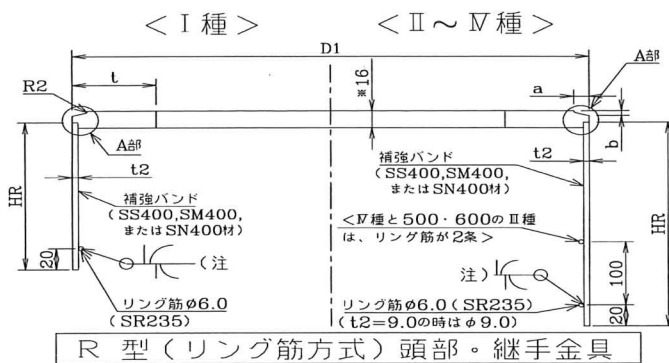 <Ⅰ種>
<Ⅱ～Ⅳ種>
D1
A部
t
R2
※16
a
b
A部
t2
HR
補強バンド
(SS400,SM400,
またはSN400材)
20
(注
リング筋φ6.0
(SR235)
補強バンド
(SS400,SM400,
またはSN400材)
t2
<Ⅳ種と500・600のⅡ種
は、リング筋が2条>
HR
100
注)
リング筋φ6.0(SR235)
(t2=9.0の時はφ9.0)
20
R 型(リング筋方式)頭部・継手金具